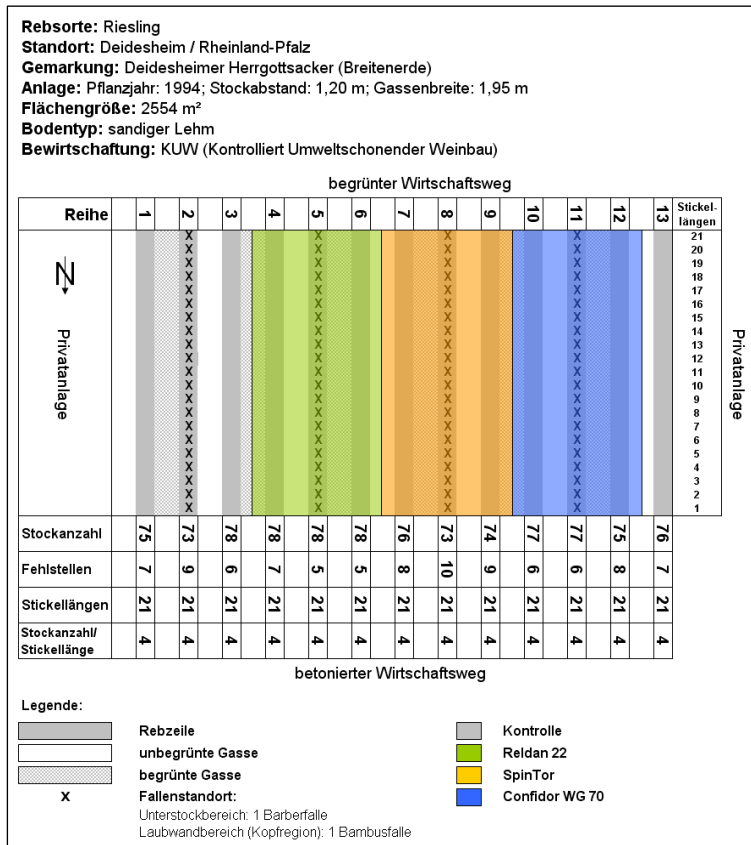 Rebsorte: Riesling
Standort: Deidesheim / Rheinland-Pfalz
Gemarkung: Deidesheimer Herrgottsacker (Breitenerde)
Anlage: Pflanzjahr: 1994; Stockabstand: 1,20 m; Gassenbreite: 1,95 m
Flächengröße: 2554 m²
Bodentyp: sandiger Lehm
Bewirtschaftung: KUW (Kontrolliert Umweltschonender Weinbau)
begrünter Wirtschaftsweg
Reihe 1 2 3 4 5 6 7 8 9 10 11 12 13 Stickel-
längen
X X X X 21
X X X X 20
X X X X 19
X X X X 18
X X X X 17
X X X X 16
X X X X 15
X X X X 14
X X X X 13
X X X X 12
X X X X 11
X X X X 10
X X X X 9
X X X X 8
X X X X 7
X X X X 6
X X X X 5
X X X X 4
X X X X 3
X X X X 2
X X X X 1
N
Privatanlage
Privatanlage
Stockanzahl 75 73 78 78 78 78 76 73 74 77 77 75 76
Fehlstellen 7 9 6 7 5 5 8 10 9 6 6 8 7
Stickellängen 21 21 21 21 21 21 21 21 21 21 21 21 21
Stockanzahl/
Stickellänge 4 4 4 4 4 4 4 4 4 4 4 4 4
betonierter Wirtschaftsweg
Legende:
Rebzeile
unbegrünte Gasse
begrünte Gasse
X Fallenstandort:
Unterstockbereich: 1 Barberfalle
Laubwandbereich (Kopfregion): 1 Bambusfalle
Kontrolle
Reldan 22
SpinTor
Confidor WG 70